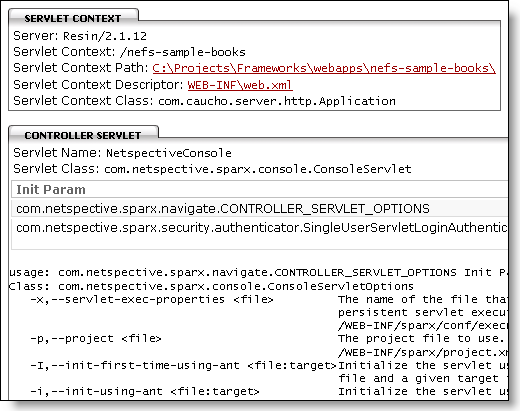 SERVLET CONTEXT
Server: Resin/2.1.12
Servlet Context: /nefs-sample-books
Servlet Context Path: C:\Projects\Frameworks\webapps\nefs-sample-books\
Servlet Context Descriptor: WEB-INF\web.xml
Servlet Context Class: com.caucho.server.http.Application
CONTROLLER SERVLET
Servlet Name: NetspectiveConsole
Servlet Class: com.netspective.sparx.console.ConsoleServlet
Init Param
com.netspective.sparx.navigate.CONTROLLER_SERVLET_OPTIONS
com.netspective.sparx.security.authenticator.SingleUserServletLoginAuthentic
usage: com.netspective.sparx.navigate.CONTROLLER_SERVLET_OPTIONS Init P
Class: com.netspective.sparx.console.ConsoleServletOptions
-x,--servlet-exec-properties <file> The name of the file that
persistent servlet execu
/WEB-INF/sparx/conf/execu
-p,--project <file> The project file to use.
/WEB-INF/sparx/project.xm
-I,--init-first-time-using-ant <file:target>Initialize the servlet us
file and a given target
-i,--init-using-ant <file:target> Initialize the servlet us